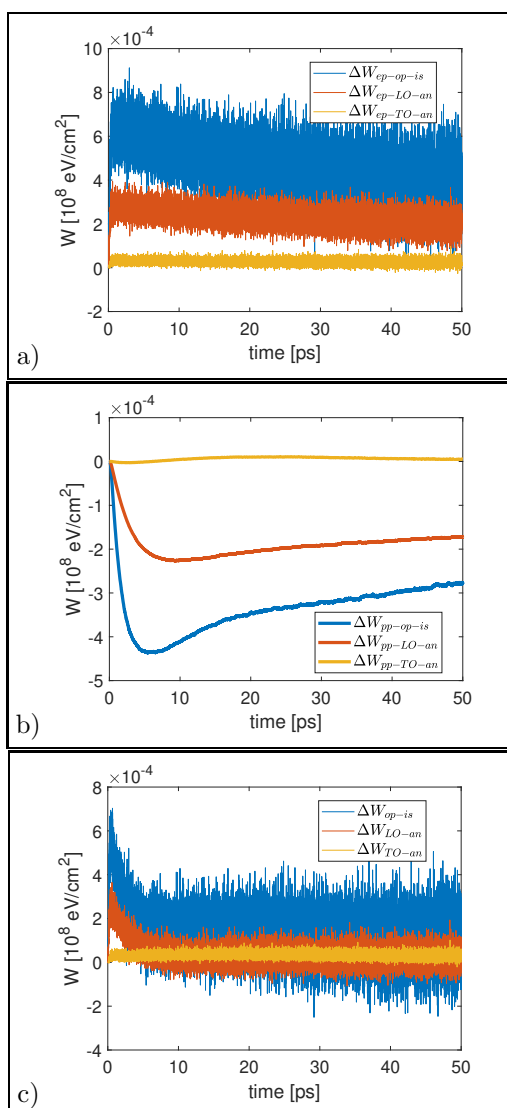 ×10⁻⁴
10
8
6
4
2
0
-2
W [10⁸ eV/cm²]
ΔW_{ep-op-is}
ΔW_{ep-LO-an}
ΔW_{ep-TO-an}
0 10 20 30 40 50
time [ps]
a)
×10⁻⁴
1
0
-1
-2
-3
-4
-5
W [10⁸ eV/cm²]
ΔW_{pp-op-is}
ΔW_{pp-LO-an}
ΔW_{pp-TO-an}
0 10 20 30 40 50
time [ps]
b)
×10⁻⁴
8
6
4
2
0
-2
-4
W [10⁸ eV/cm²]
ΔW_{op-is}
ΔW_{LO-an}
ΔW_{TO-an}
0 10 20 30 40 50
time [ps]
c)